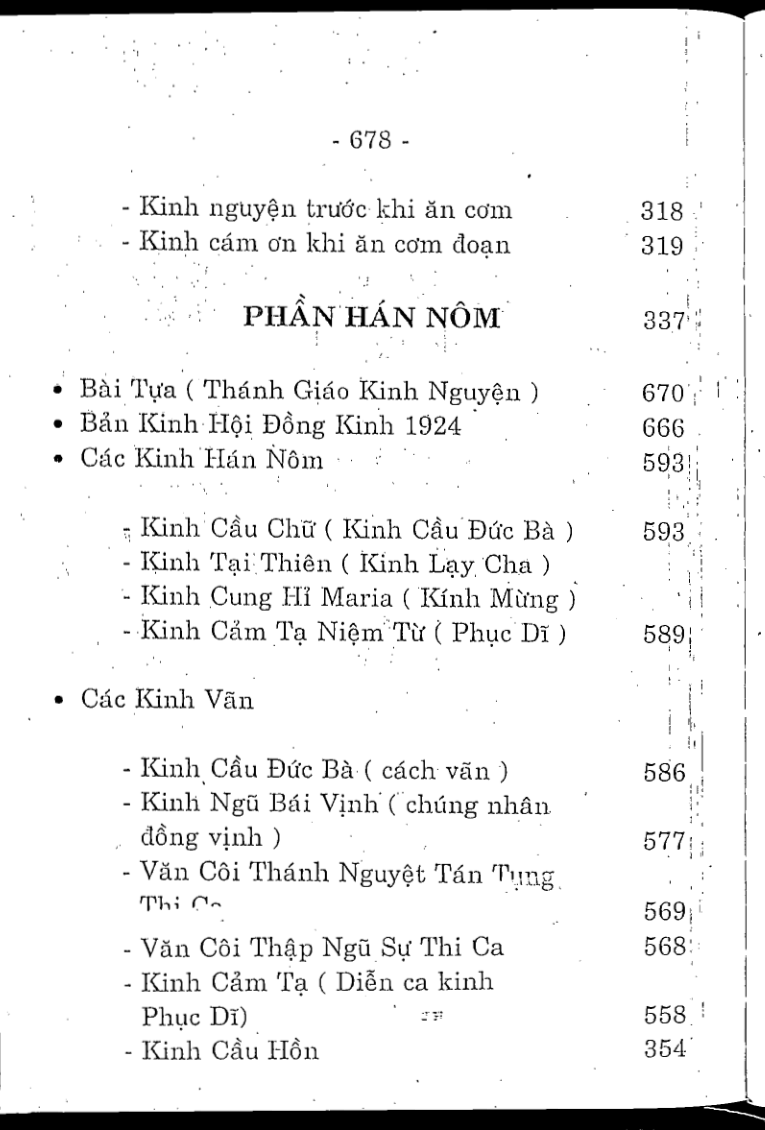 - 678 -
- Kinh nguyện trước khi ăn cơm 318
- Kinh cám ơn khi ăn cơm đoạn 319
PHẦN HÁN NÔM 337
• Bài Tựa ( Thánh Giáo Kinh Nguyện ) 670
• Bản Kinh Hội Đồng Kinh 1924 666
• Các Kinh Hán Nôm 593
- Kinh Cầu Chữ ( Kinh Cầu Đức Bà ) 593
- Kinh Tại Thiên ( Kinh Lạy Cha )
- Kinh Cung Hỉ Maria ( Kính Mừng )
- Kinh Cảm Tạ Niệm Từ ( Phục Dĩ ) 589
• Các Kinh Vãn
- Kinh Cầu Đức Bà ( cách vãn ) 586
- Kinh Ngũ Bái Vịnh ( chúng nhân
đồng vịnh ) 577
- Văn Côi Thánh Nguyệt Tán Tụng
Thi 569
- Văn Côi Thập Ngũ Sự Thi Ca 568
- Kinh Cảm Tạ ( Diễn ca kinh
Phục Dĩ) 558
- Kinh Cầu Hồn 354